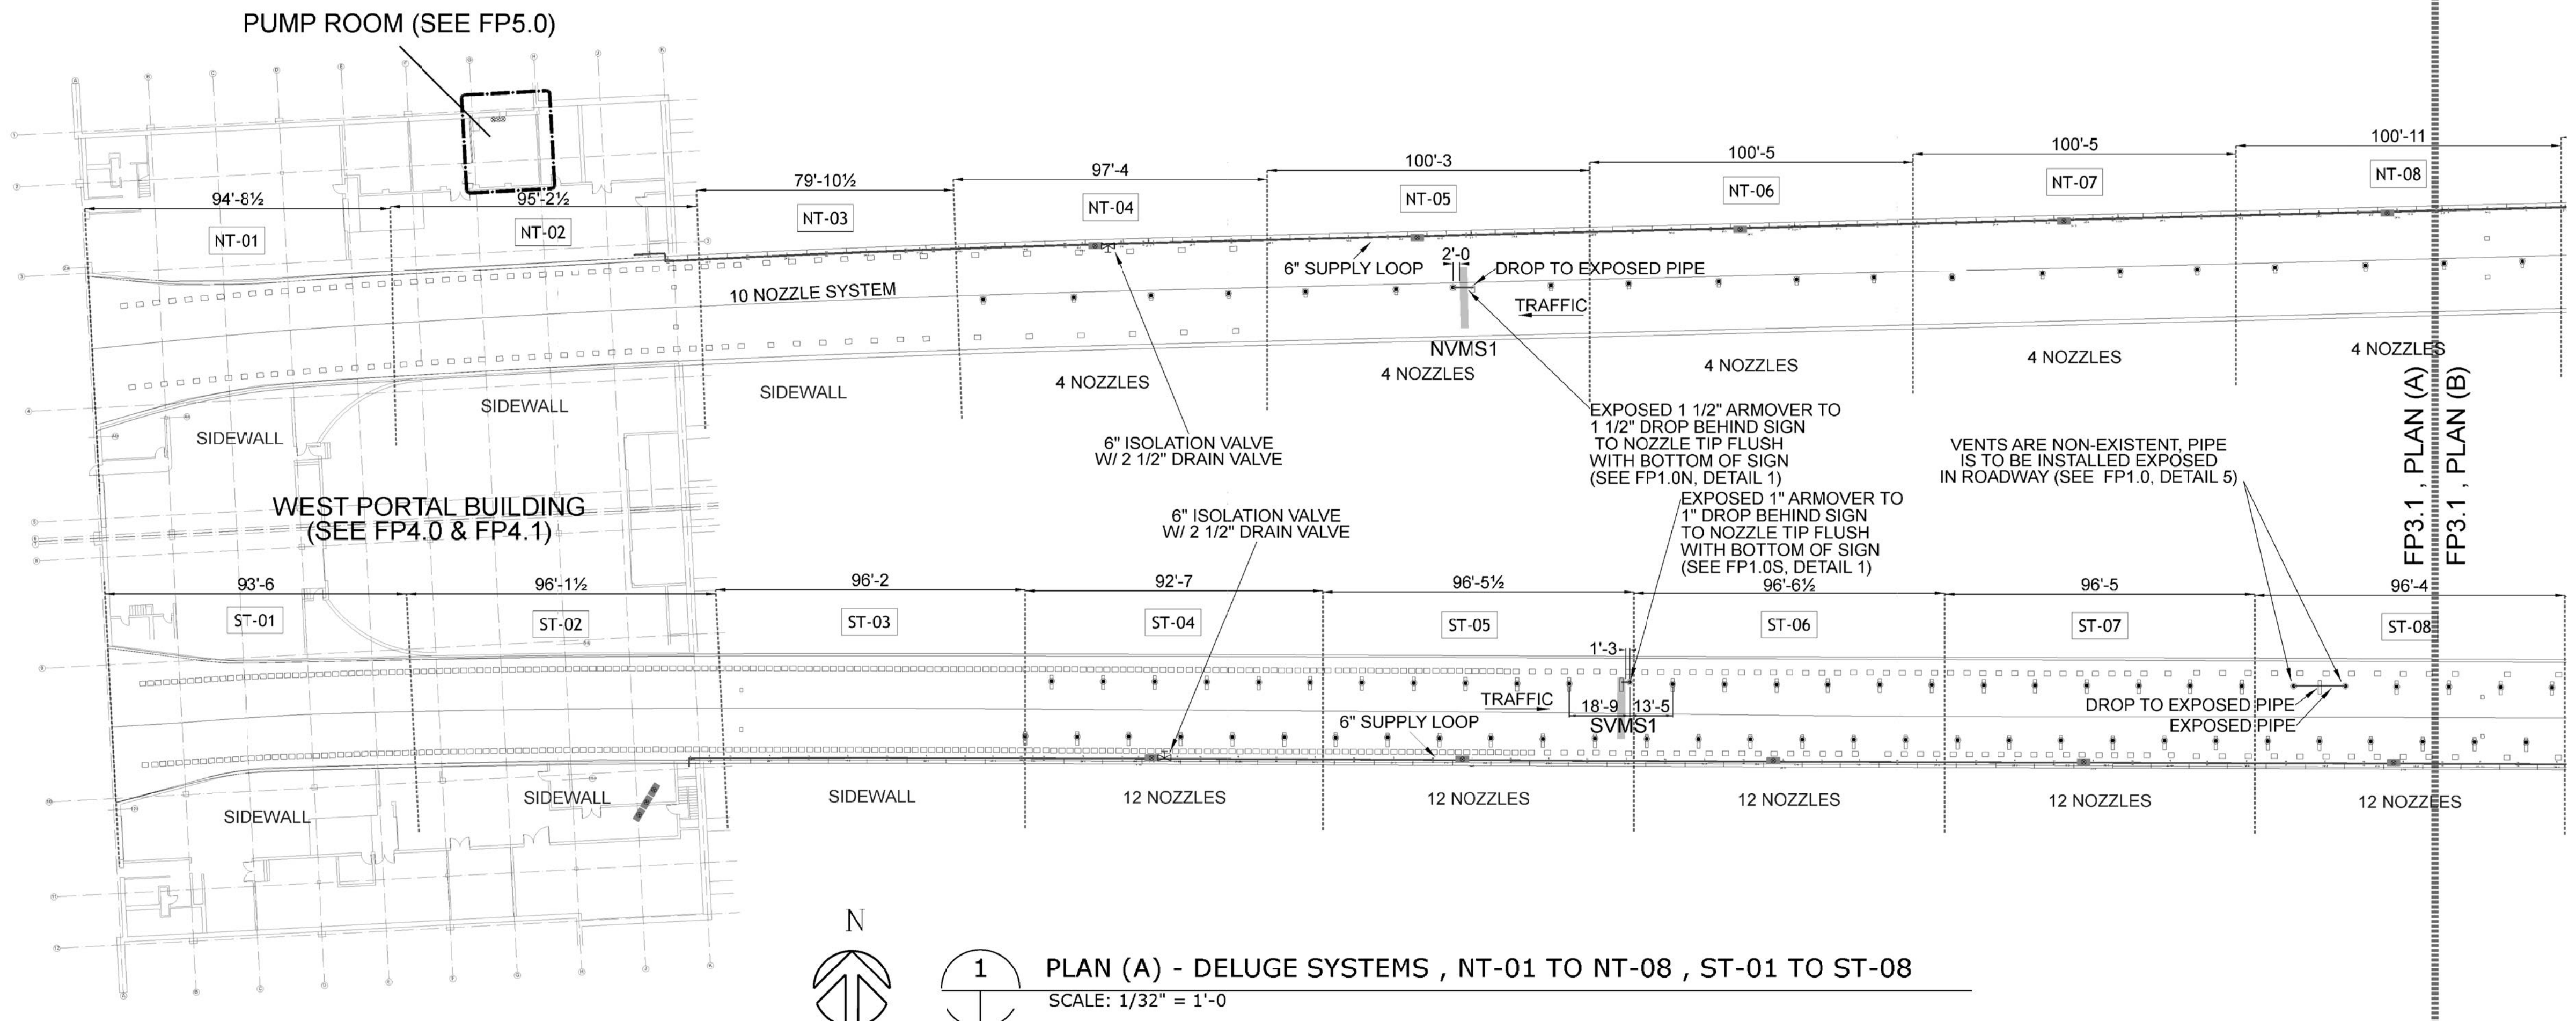 PUMP ROOM (SEE FP5.0)
94'-8½
95'-2½
79'-10½
97'-4
100'-3
100'-5
100'-5
100'-11
NT-01
NT-02
NT-03
NT-04
NT-05
NT-06
NT-07
NT-08
10 NOZZLE SYSTEM
6" SUPPLY LOOP
2'-0
DROP TO EXPOSED PIPE
TRAFFIC
NVMS1
SIDEWALL
SIDEWALL
SIDEWALL
4 NOZZLES
4 NOZZLES
4 NOZZLES
4 NOZZLES
4 NOZZLES
6" ISOLATION VALVE
W/ 2 1/2" DRAIN VALVE
EXPOSED 1 1/2" ARMOVER TO
1 1/2" DROP BEHIND SIGN
TO NOZZLE TIP FLUSH
WITH BOTTOM OF SIGN
(SEE FP1.0N, DETAIL 1)
VENTS ARE NON-EXISTENT, PIPE
IS TO BE INSTALLED EXPOSED
IN ROADWAY (SEE FP1.0, DETAIL 5)
FP3.1 , PLAN (A)
FP3.1 , PLAN (B)
WEST PORTAL BUILDING
(SEE FP4.0 & FP4.1)
6" ISOLATION VALVE
W/ 2 1/2" DRAIN VALVE
EXPOSED 1" ARMOVER TO
1" DROP BEHIND SIGN
TO NOZZLE TIP FLUSH
WITH BOTTOM OF SIGN
(SEE FP1.0S, DETAIL 1)
93'-6
96'-1½
96'-2
92'-7
96'-5½
96'-6½
96'-5
96'-4
ST-01
ST-02
ST-03
ST-04
ST-05
ST-06
ST-07
ST-08
1'-3
TRAFFIC
18'-9
13'-5
6" SUPPLY LOOP
SVMS1
DROP TO EXPOSED PIPE
EXPOSED PIPE
SIDEWALL
SIDEWALL
SIDEWALL
12 NOZZLES
12 NOZZLES
12 NOZZLES
12 NOZZLES
12 NOZZLES
N
1
PLAN (A) - DELUGE SYSTEMS , NT-01 TO NT-08 , ST-01 TO ST-08
SCALE: 1/32" = 1'-0